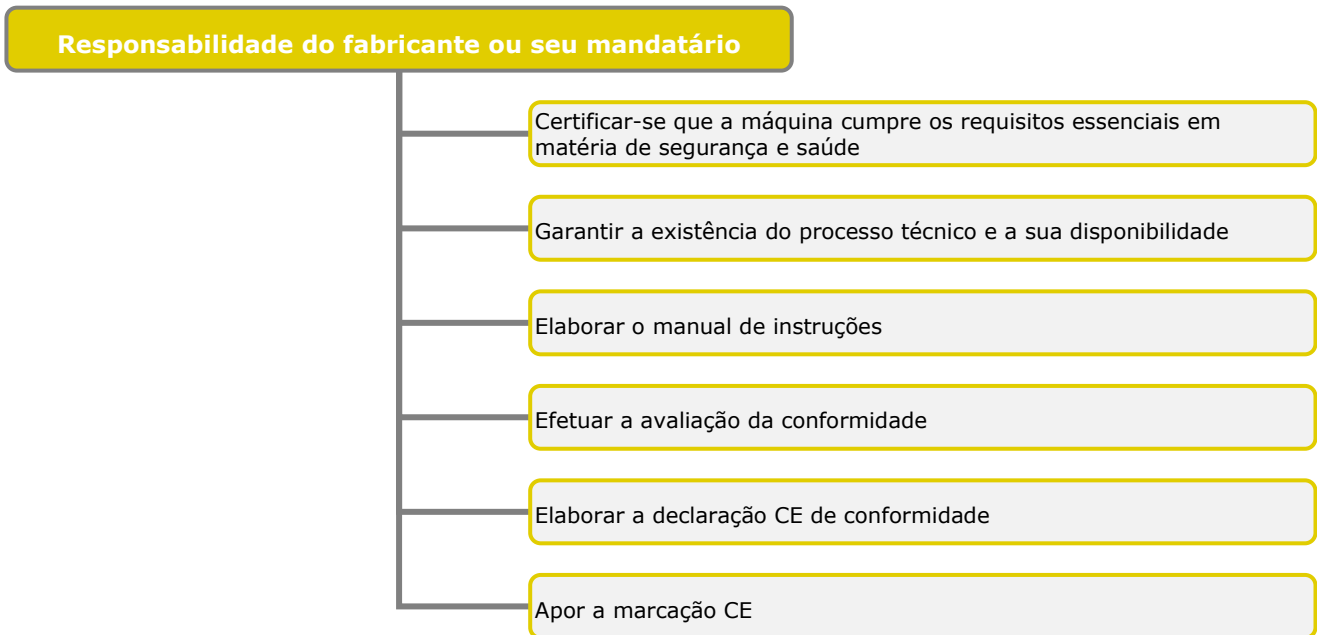 Responsabilidade do fabricante ou seu mandatário
Certificar-se que a máquina cumpre os requisitos essenciais em
matéria de segurança e saúde
Garantir a existência do processo técnico e a sua disponibilidade
Elaborar o manual de instruções
Efetuar a avaliação da conformidade
Elaborar a declaração CE de conformidade
Apor a marcação CE